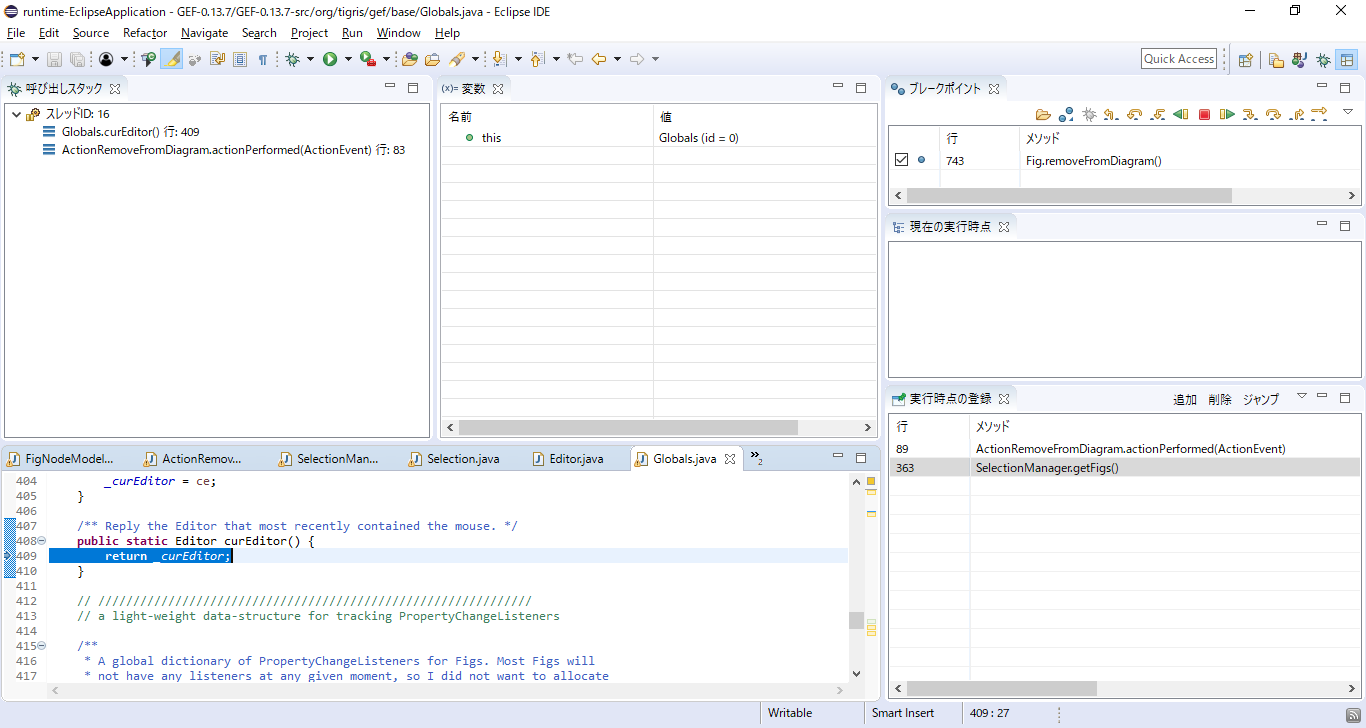 runtime-EclipseApplication - GEF-0.13.7/GEF-0.13.7-src/org/tigris/gef/base/Globals.java - Eclipse IDE
File Edit Source Refactor Navigate Search Project Run Window Help
Quick Access
呼び出しスタック
スレッドID: 16
Globals.curEditor() 行: 409
ActionRemoveFromDiagram.actionPerformed(ActionEvent) 行: 83
(x)= 変数
名前 値
this Globals (id = 0)
ブレークポイント
行 メソッド
743 Fig.removeFromDiagram()
現在の実行時点
実行時点の登録 追加 削除 ジャンプ
行 メソッド
89 ActionRemoveFromDiagram.actionPerformed(ActionEvent)
363 SelectionManager.getFigs()
FigNodeModel... ActionRemov... SelectionMan... Selection.java Editor.java Globals.java »2
404 _curEditor = ce;
405 }
406
407 /** Reply the Editor that most recently contained the mouse. */
408 public static Editor curEditor() {
409 return _curEditor;
410 }
411
412 // //////////////////////////////////////////////////////////////
413 // a light-weight data-structure for tracking PropertyChangeListeners
414
415 /**
416 * A global dictionary of PropertyChangeListeners for Figs. Most Figs will
417 * not have any listeners at any given moment, so I did not want to allocate
Writable Smart Insert 409 : 27